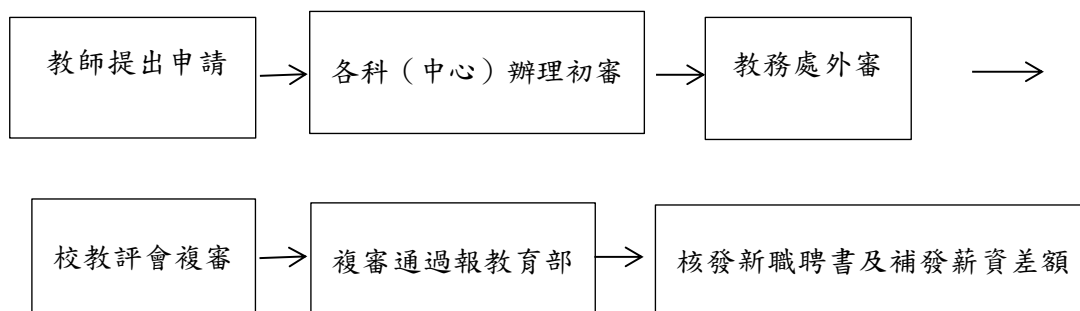 教師提出申請
各科（中心）辦理初審
教務處外審
校教評會複審
複審通過報教育部
核發新職聘書及補發薪資差額